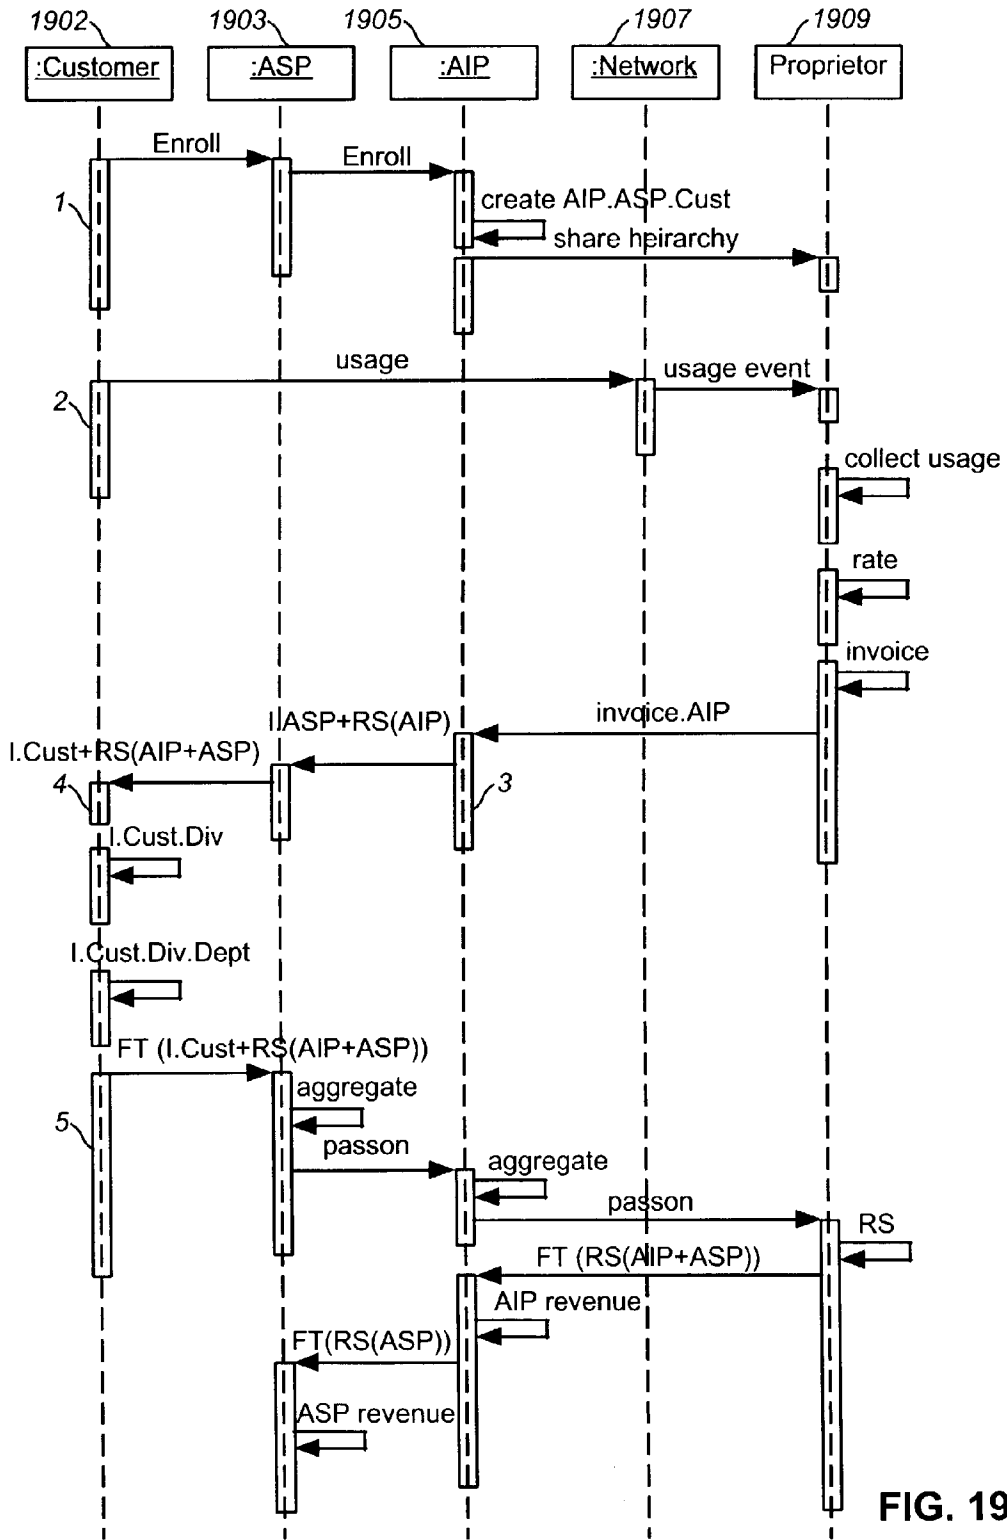 1902
1903
1905
1907
1909
:Customer
:ASP
:AIP
:Network
Proprietor
Enroll
Enroll
1
create AIP.ASP.Cust
share heirarchy
usage
usage event
2
collect usage
rate
invoice
invoice.AIP
I.ASP+RS(AIP)
I.Cust+RS(AIP+ASP)
4
3
I.Cust.Div
I.Cust.Div.Dept
FT (I.Cust+RS(AIP+ASP))
aggregate
5
passon
aggregate
passon
RS
FT (RS(AIP+ASP))
AIP revenue
FT(RS(ASP))
ASP revenue
FIG. 19